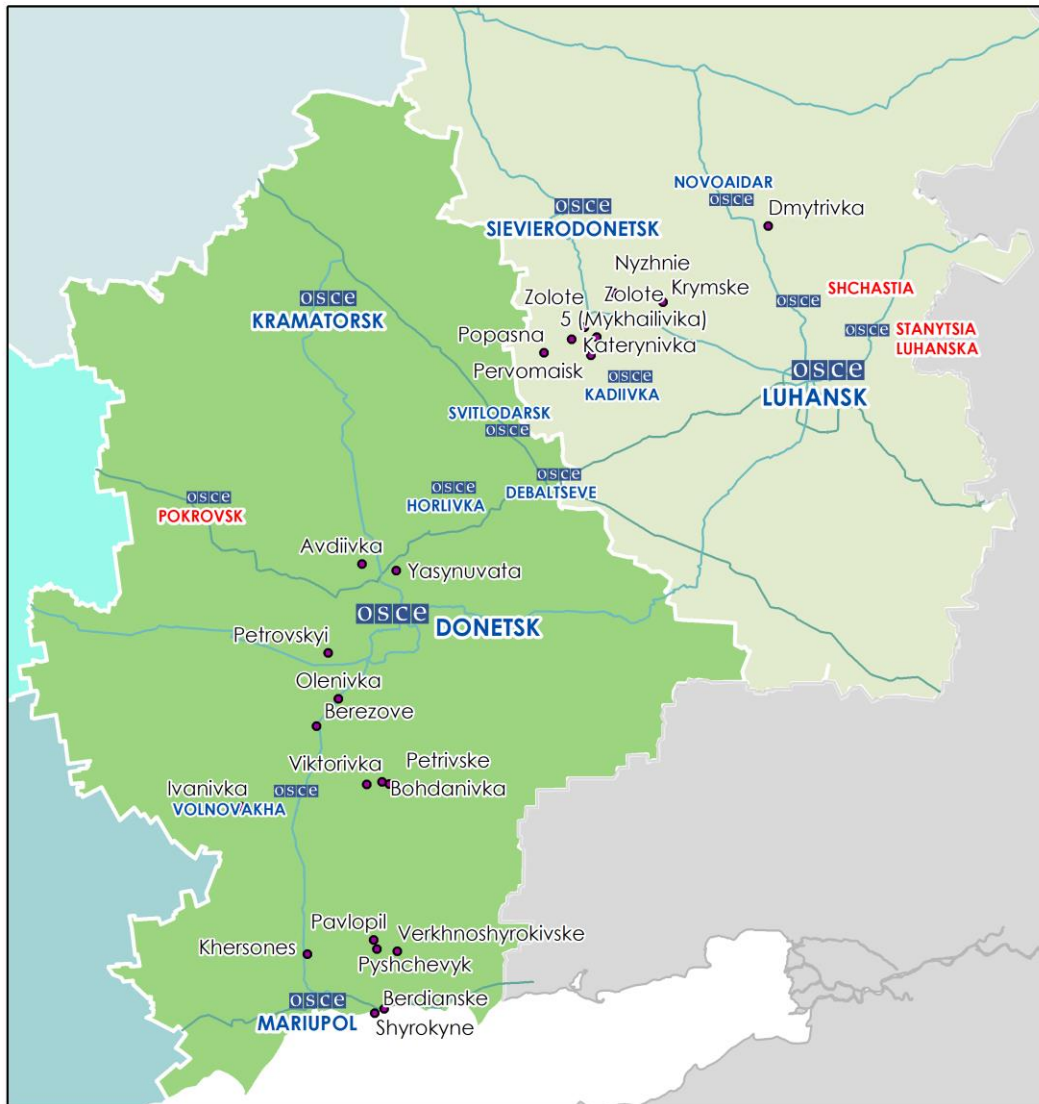 NOVOAIDAR
osce
Dmytrivka
osce
SIEVIERODONETSK
Nyzhnie
Zolote
Zolote
Krymske
osce
SHCHASTIA
5 (Mykhailivika)
osce
STANYTSIA
LUHANSKA
osce
KRAMATORSK
Popasna
Katerynivka
Pervomaisk
osce
KADIIVKA
osce
LUHANSK
SVITLODARSK
osce
osce
DEBALTSEVE
osce
HORLIVKA
osce
POKROVSK
Avdiivka
Yasynuvata
osce
DONETSK
Petrovskyi
Olenivka
Berezove
Viktorivka
Petrivske
Bohdanivka
Ivanivka
osce
VOLNOVAKHA
Pavlopil
Verkhnoshyrokivske
Khersones
Pyshchevyk
osce
MARIUPOL
Berdianske
Shyrokyne